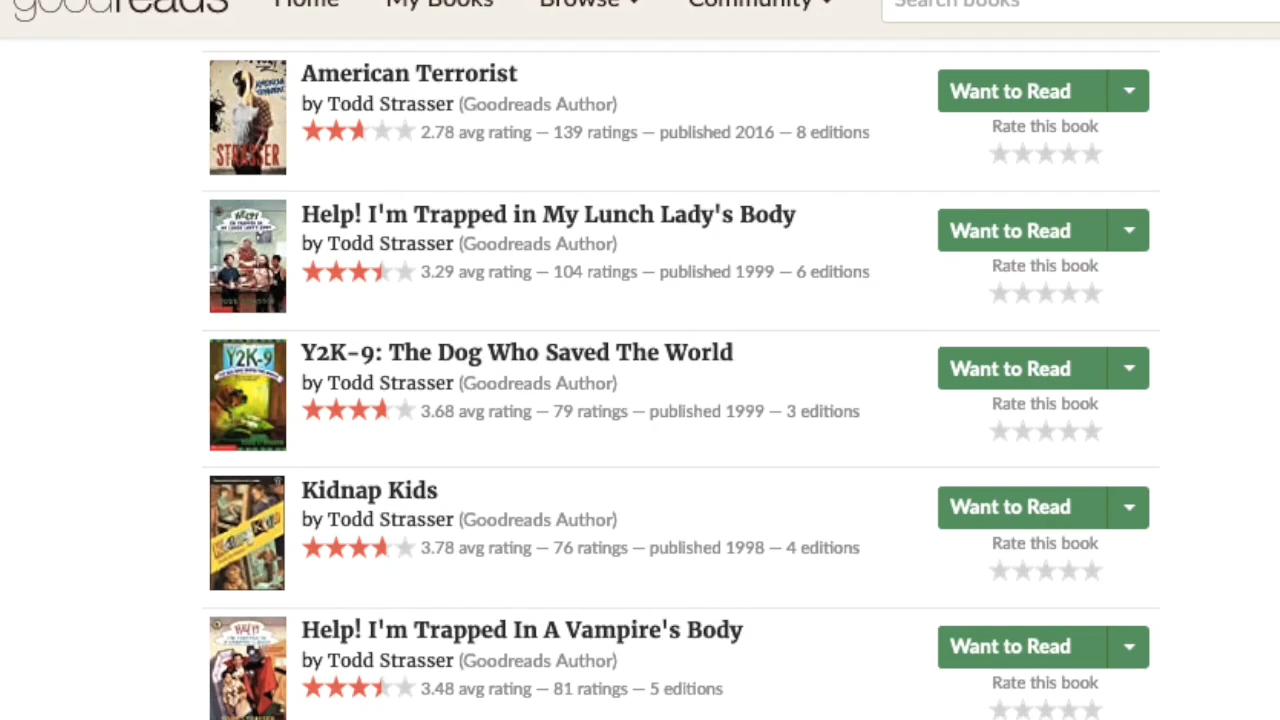 goodreads Home My Books Browse Community Search books
American Terrorist
by Todd Strasser (Goodreads Author)
2.78 avg rating — 139 ratings — published 2016 — 8 editions
Want to Read
Rate this book
STRASSER
Help! I'm Trapped in My Lunch Lady's Body
by Todd Strasser (Goodreads Author)
3.29 avg rating — 104 ratings — published 1999 — 6 editions
Want to Read
Rate this book
Y2K-9: The Dog Who Saved The World
by Todd Strasser (Goodreads Author)
3.68 avg rating — 79 ratings — published 1999 — 3 editions
Want to Read
Rate this book
Y2K-9
Kidnap Kids
by Todd Strasser (Goodreads Author)
3.78 avg rating — 76 ratings — published 1998 — 4 editions
Want to Read
Rate this book
Help! I'm Trapped In A Vampire's Body
by Todd Strasser (Goodreads Author)
3.48 avg rating — 81 ratings — 5 editions
Want to Read
Rate this book